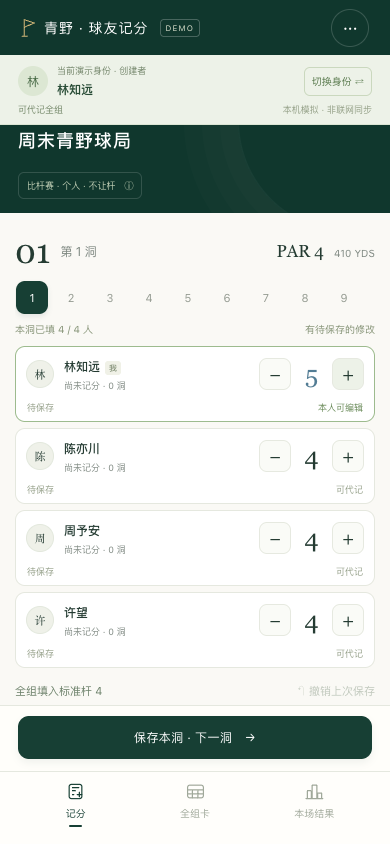 青野 · 球友记分 DEMO
林
当前演示身份 · 创建者
林知远
切换身份 ⇌
可代记全组
本机模拟 · 非联网同步
周末青野球局
比杆赛 · 个人 · 不让杆 ⓘ
01 第 1 洞
PAR 4 410 YDS
1 2 3 4 5 6 7 8 9
本洞已填 4 / 4 人
有待保存的修改
林 林知远 我
尚未记分 · 0 洞
− 5 +
待保存
本人可编辑
陈 陈亦川
尚未记分 · 0 洞
− 4 +
待保存
可代记
周 周予安
尚未记分 · 0 洞
− 4 +
待保存
可代记
许 许望
尚未记分 · 0 洞
− 4 +
待保存
可代记
全组填入标准杆 4
撤销上次保存
保存本洞 · 下一洞 →
记分
全组卡
本场结果